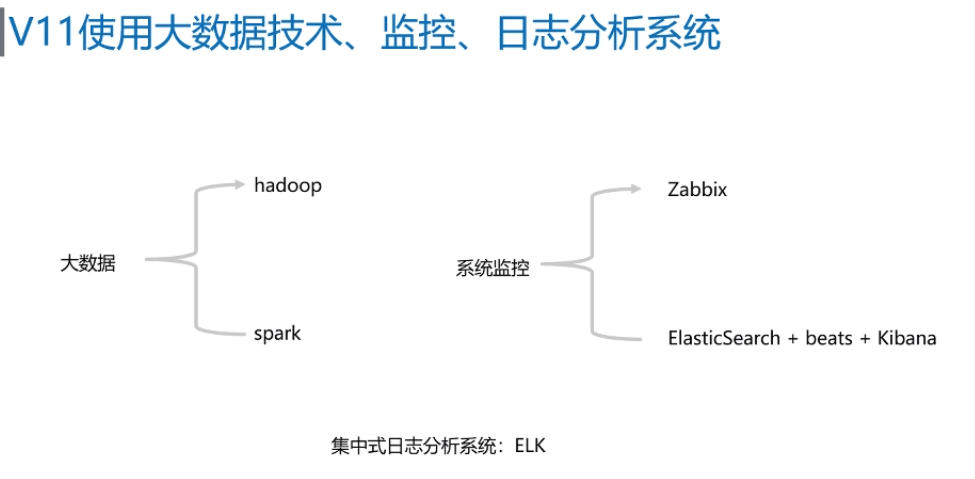 V11使用大数据技术、监控、日志分析系统
hadoop
Zabbix
大数据
系统监控
spark
ElasticSearch + beats + Kibana
集中式日志分析系统：ELK